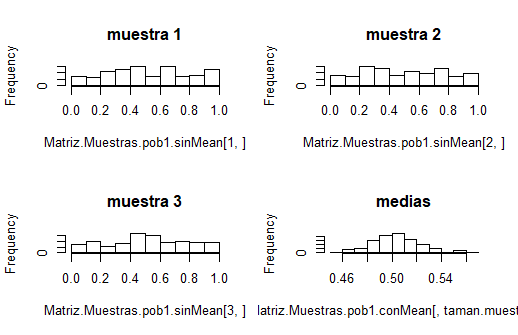 muestra 1
Frequency
0
0.0 0.2 0.4 0.6 0.8 1.0
Matriz.Muestras.pob1.sinMean[1, ]
muestra 2
Frequency
0
0.0 0.2 0.4 0.6 0.8 1.0
Matriz.Muestras.pob1.sinMean[2, ]
muestra 3
Frequency
0
0.0 0.2 0.4 0.6 0.8 1.0
Matriz.Muestras.pob1.sinMean[3, ]
medias
Frequency
0
0.46 0.50 0.54
latriz.Muestras.pob1.conMean[, taman.muest